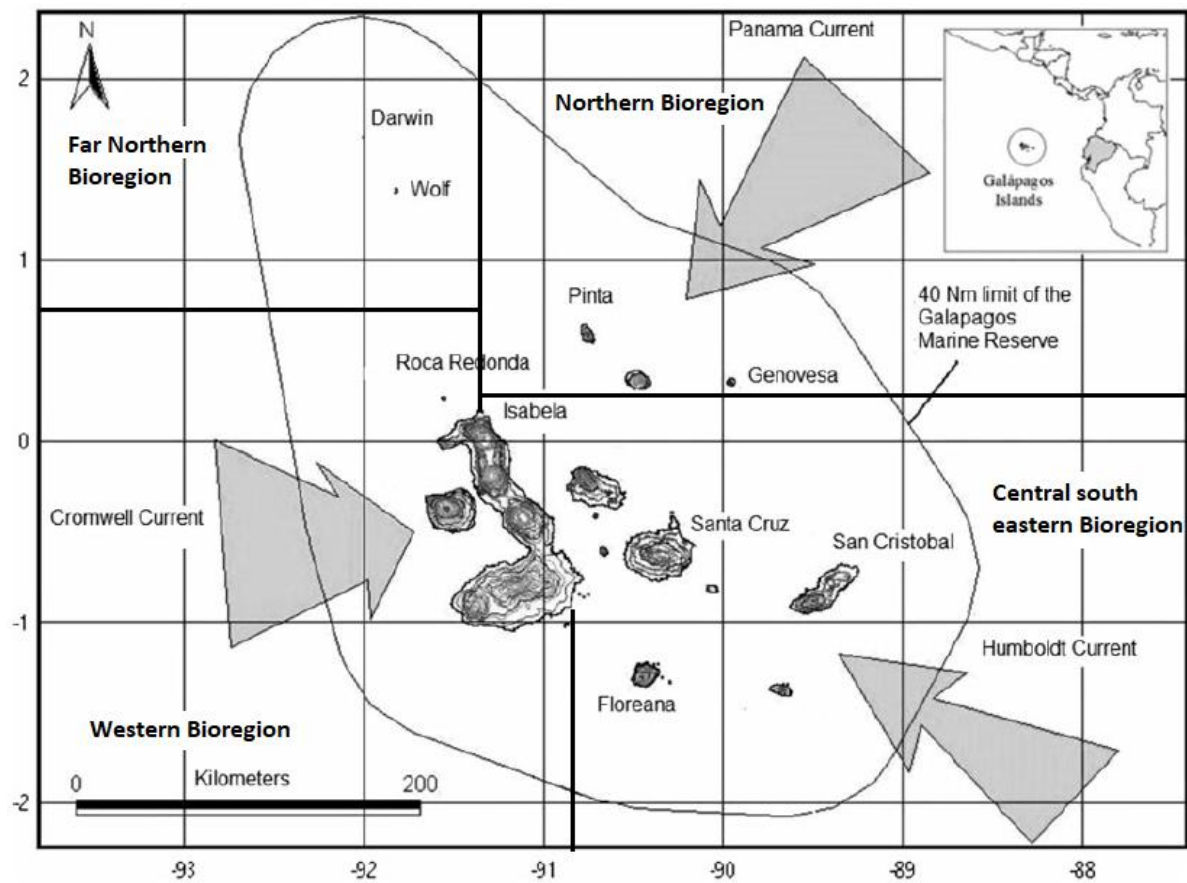 N
Panama Current
2
Northern Bioregion
Darwin
Far Northern
Bioregion
Wolf
Galápagos
Islands
1
Pinta
40 Nm limit of the
Galapagos
Marine Reserve
Roca Redonda
Genovesa
Isabela
0
Cromwell Current
Central south
eastern Bioregion
Santa Cruz
San Cristobal
-1
Humboldt Current
Floreana
Western Bioregion
Kilometers
0
200
-2
-93
-92
-91
-90
-89
-88